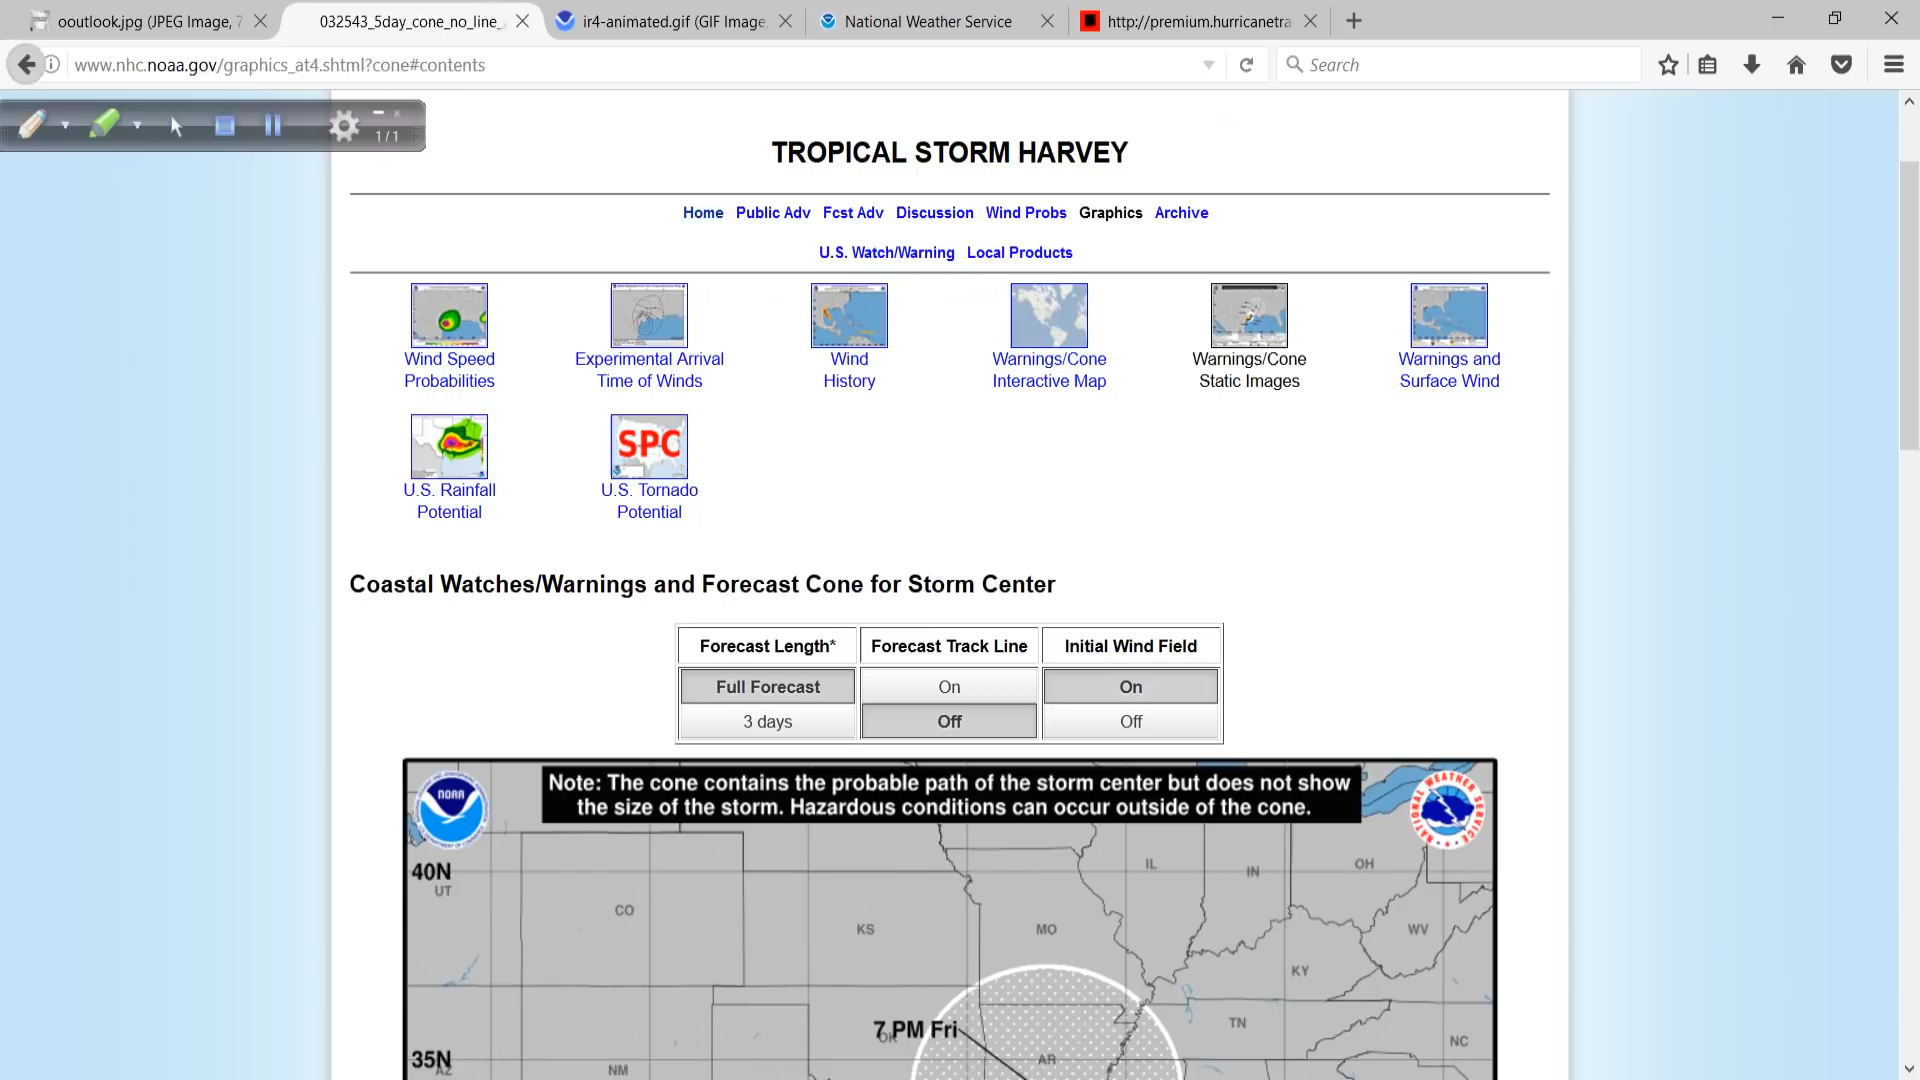 ooutlook.jpg (JPEG Image, 7
032543_5day_cone_no_line_
ir4-animated.gif (GIF Image,
National Weather Service
http://premium.hurricanetra
www.nhc.noaa.gov/graphics_at4.shtml?cone#contents
Search
1/1
TROPICAL STORM HARVEY
Home Public Adv Fcst Adv Discussion Wind Probs Graphics Archive
U.S. Watch/Warning Local Products
Wind Speed
Probabilities
Experimental Arrival
Time of Winds
Wind
History
Warnings/Cone
Interactive Map
Warnings/Cone
Static Images
Warnings and
Surface Wind
SPC
U.S. Rainfall
Potential
U.S. Tornado
Potential
Coastal Watches/Warnings and Forecast Cone for Storm Center
Forecast Length* Forecast Track Line Initial Wind Field
Full Forecast On On
3 days Off Off
NOAA
Note: The cone contains the probable path of the storm center but does not show
the size of the storm. Hazardous conditions can occur outside of the cone.
NATIONAL WEATHER SERVICE
40N
UT
CO
KS
MO
IL
IN
OH
WV
KY
7 PM Fri
OK
TN
NC
35N
AZ
NM
AR